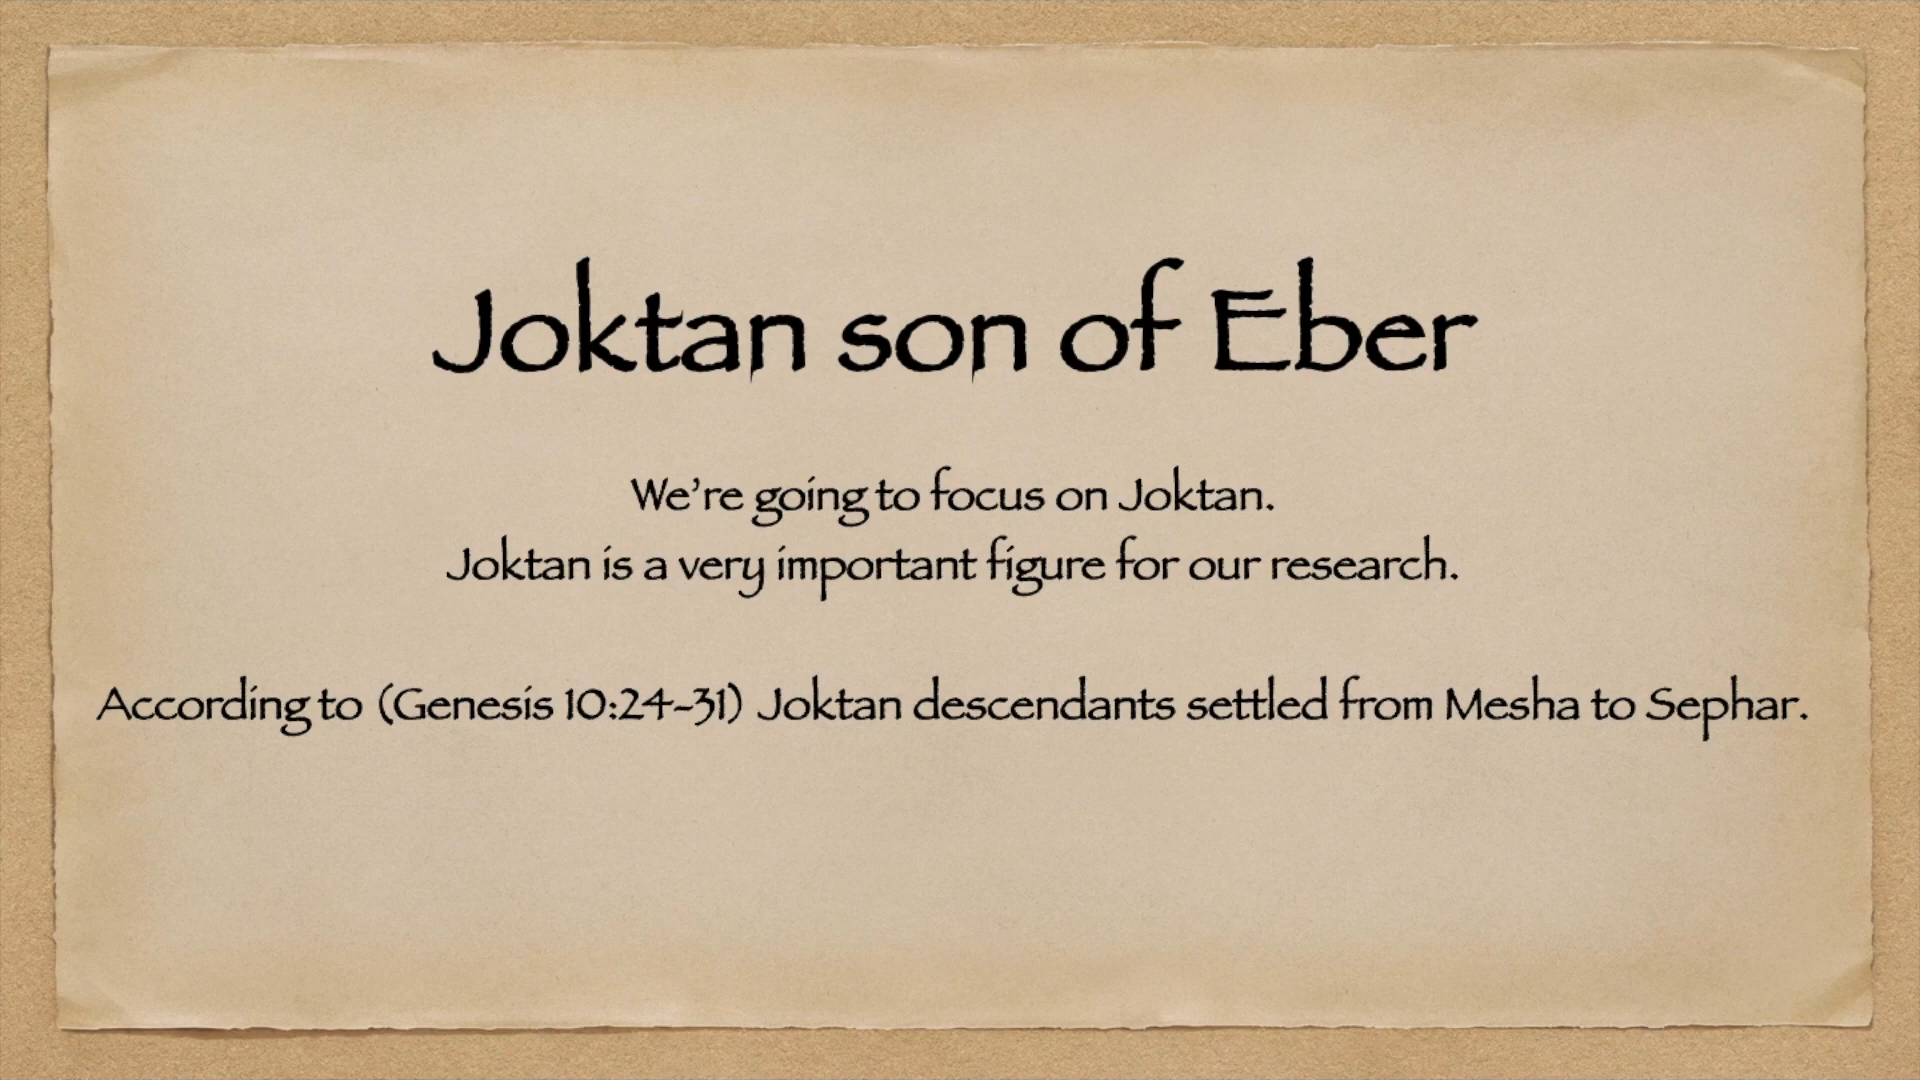 Joktan son of Eber
We're going to focus on Joktan.
Joktan is a very important figure for our research.
According to (Genesis 10:24-31) Joktan descendants settled from Mesha to Sephar.